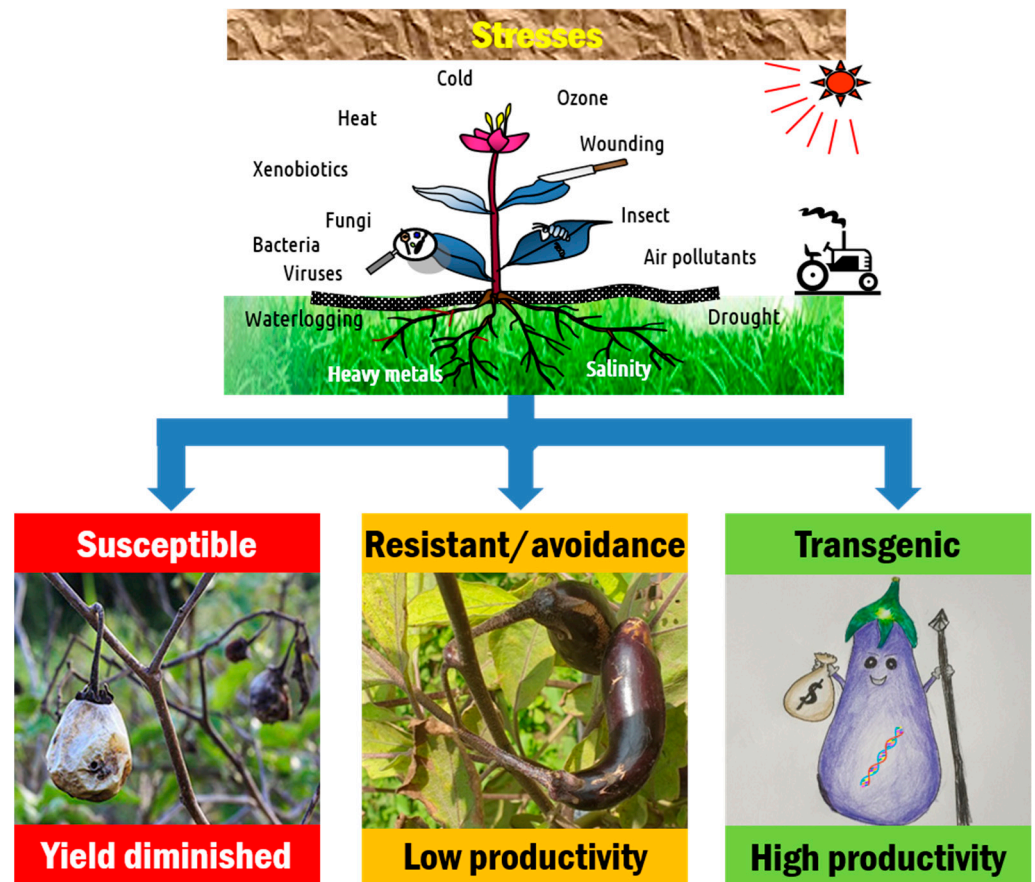 Stresses
Cold
Ozone
Heat
Wounding
Xenobiotics
Fungi
Insect
Bacteria
Air pollutants
Viruses
Waterlogging
Drought
Heavy metals
Salinity
Susceptible
Resistant/avoidance
Transgenic
$
Yield diminished
Low productivity
High productivity